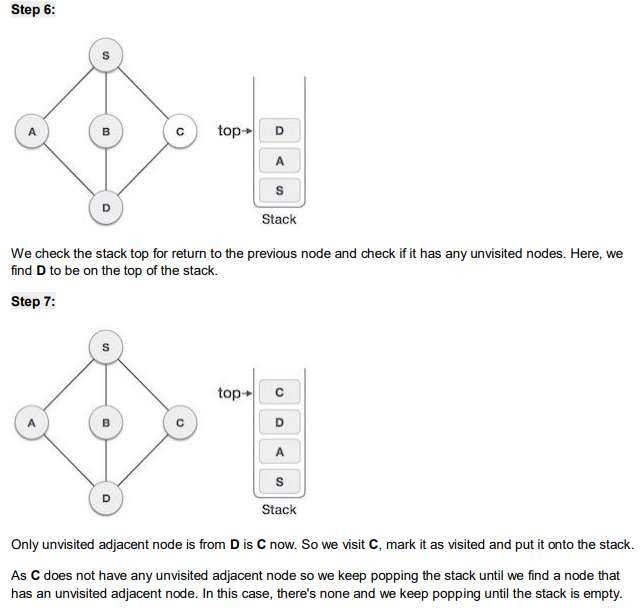 Step 6:
S
A B C
D
top→ D
A
S
Stack
We check the stack top for return to the previous node and check if it has any unvisited nodes. Here, we
find D to be on the top of the stack.
Step 7:
S
A B C
D
top→ C
D
A
S
Stack
Only unvisited adjacent node is from D is C now. So we visit C, mark it as visited and put it onto the stack.
As C does not have any unvisited adjacent node so we keep popping the stack until we find a node that
has an unvisited adjacent node. In this case, there's none and we keep popping until the stack is empty.